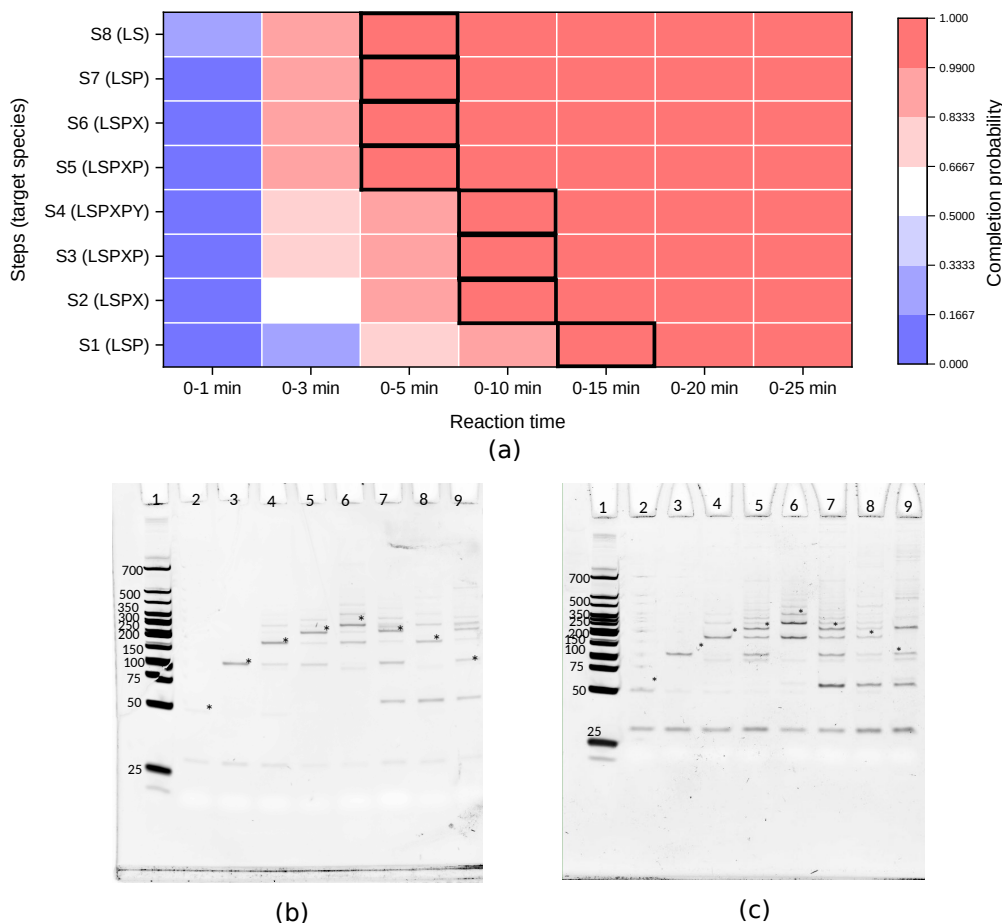 Steps (target species)
S8 (LS)
S7 (LSP)
S6 (LSPX)
S5 (LSPXP)
S4 (LSPXPY)
S3 (LSPXP)
S2 (LSPX)
S1 (LSP)
0-1 min 0-3 min 0-5 min 0-10 min 0-15 min 0-20 min 0-25 min
Reaction time
1.000
0.9900
0.8333
0.6667
0.5000
0.3333
0.1667
0.000
Completion probability
(a)
1 2 3 4 5 6 7 8 9
700
500
350
300
250
200
150
100
75
50
25
* * * * * * * *
(b)
1 2 3 4 5 6 7 8 9
700
500
350
300
250
200
150
100
75
50
25
* * * * * * * *
(c)